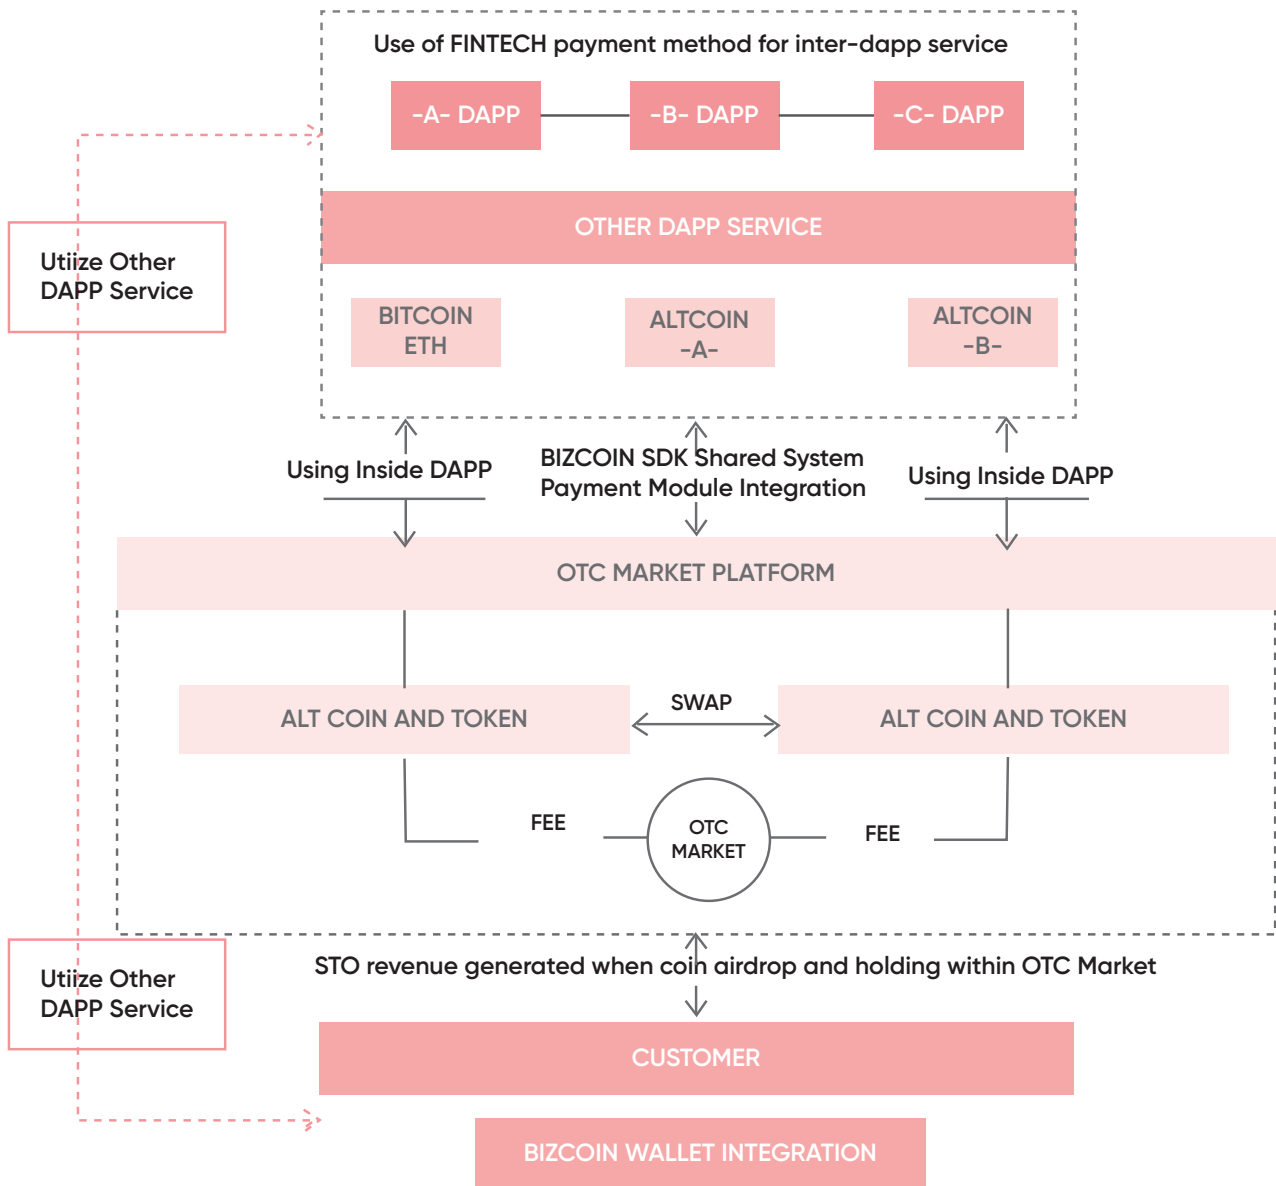 Use of FINTECH payment method for inter-dapp service
-A- DAPP
-B- DAPP
-C- DAPP
OTHER DAPP SERVICE
Utiize Other
DAPP Service
BITCOIN
ETH
ALTCOIN
-A-
ALTCOIN
-B-
Using Inside DAPP
BIZCOIN SDK Shared System
Payment Module Integration
Using Inside DAPP
OTC MARKET PLATFORM
ALT COIN AND TOKEN
SWAP
ALT COIN AND TOKEN
FEE
OTC
MARKET
FEE
Utiize Other
DAPP Service
STO revenue generated when coin airdrop and holding within OTC Market
CUSTOMER
BIZCOIN WALLET INTEGRATION